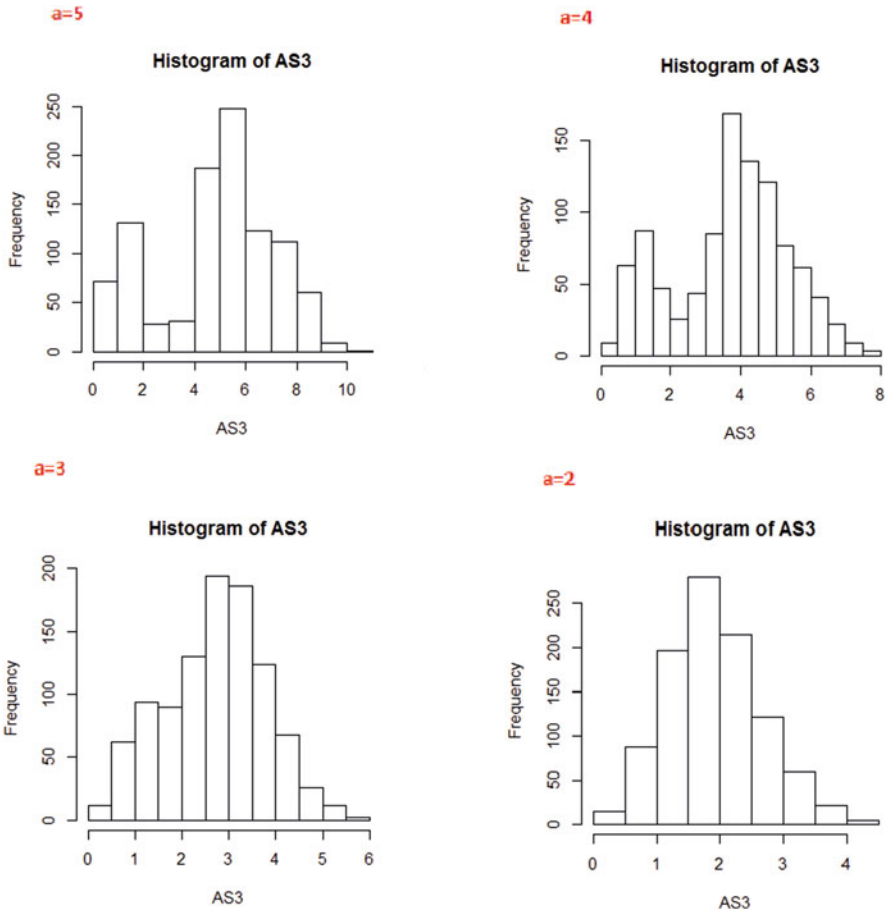 a=5
Histogram of AS3
Frequency
0 50 100 150 200 250
0 2 4 6 8 10
AS3
a=4
Histogram of AS3
Frequency
0 50 100 150
0 2 4 6 8
AS3
a=3
Histogram of AS3
Frequency
0 50 100 150 200
0 1 2 3 4 5 6
AS3
a=2
Histogram of AS3
Frequency
0 50 100 150 200 250
0 1 2 3 4
AS3